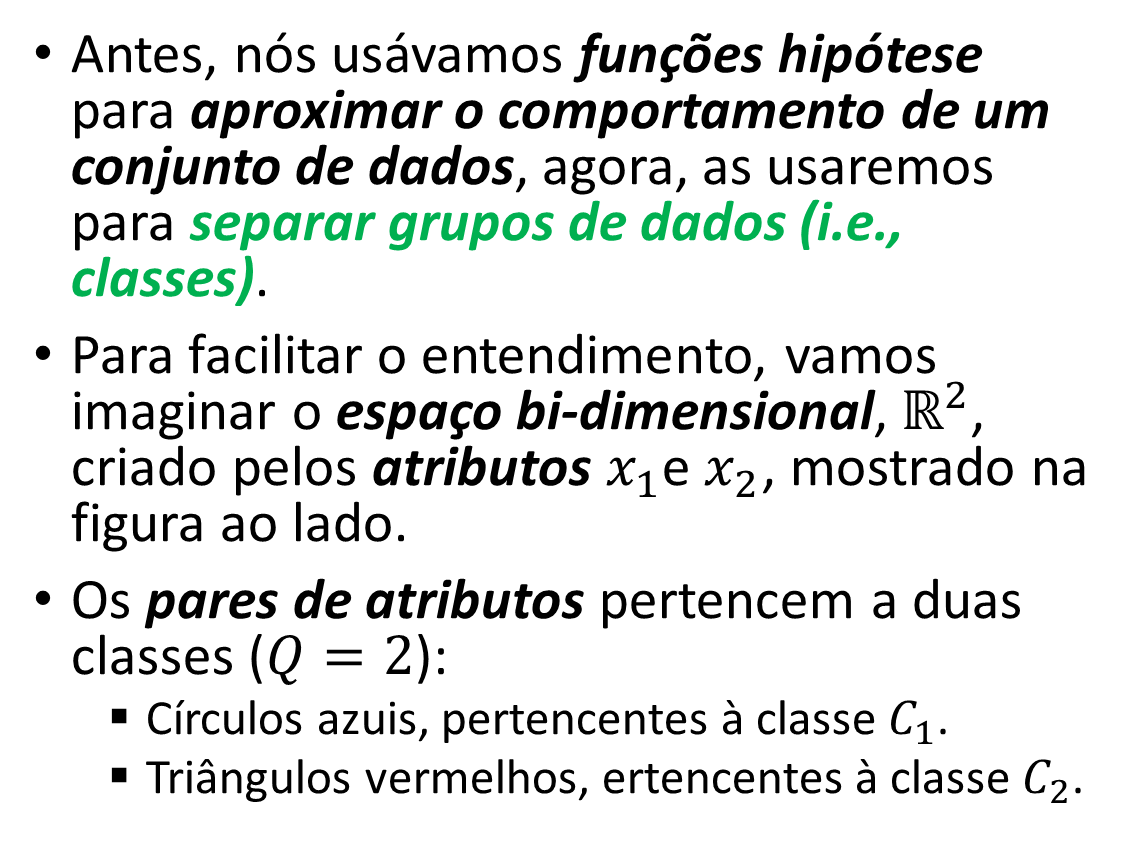 • Antes, nós usávamos funções hipótese
para aproximar o comportamento de um
conjunto de dados, agora, as usaremos
para separar grupos de dados (i.e.,
classes).
• Para facilitar o entendimento, vamos
imaginar o espaço bi-dimensional, ℝ²,
criado pelos atributos 𝑥₁e 𝑥₂, mostrado na
figura ao lado.
• Os pares de atributos pertencem a duas
classes (𝑄 = 2):
▪ Círculos azuis, pertencentes à classe 𝐶₁.
▪ Triângulos vermelhos, ertencentes à classe 𝐶₂.